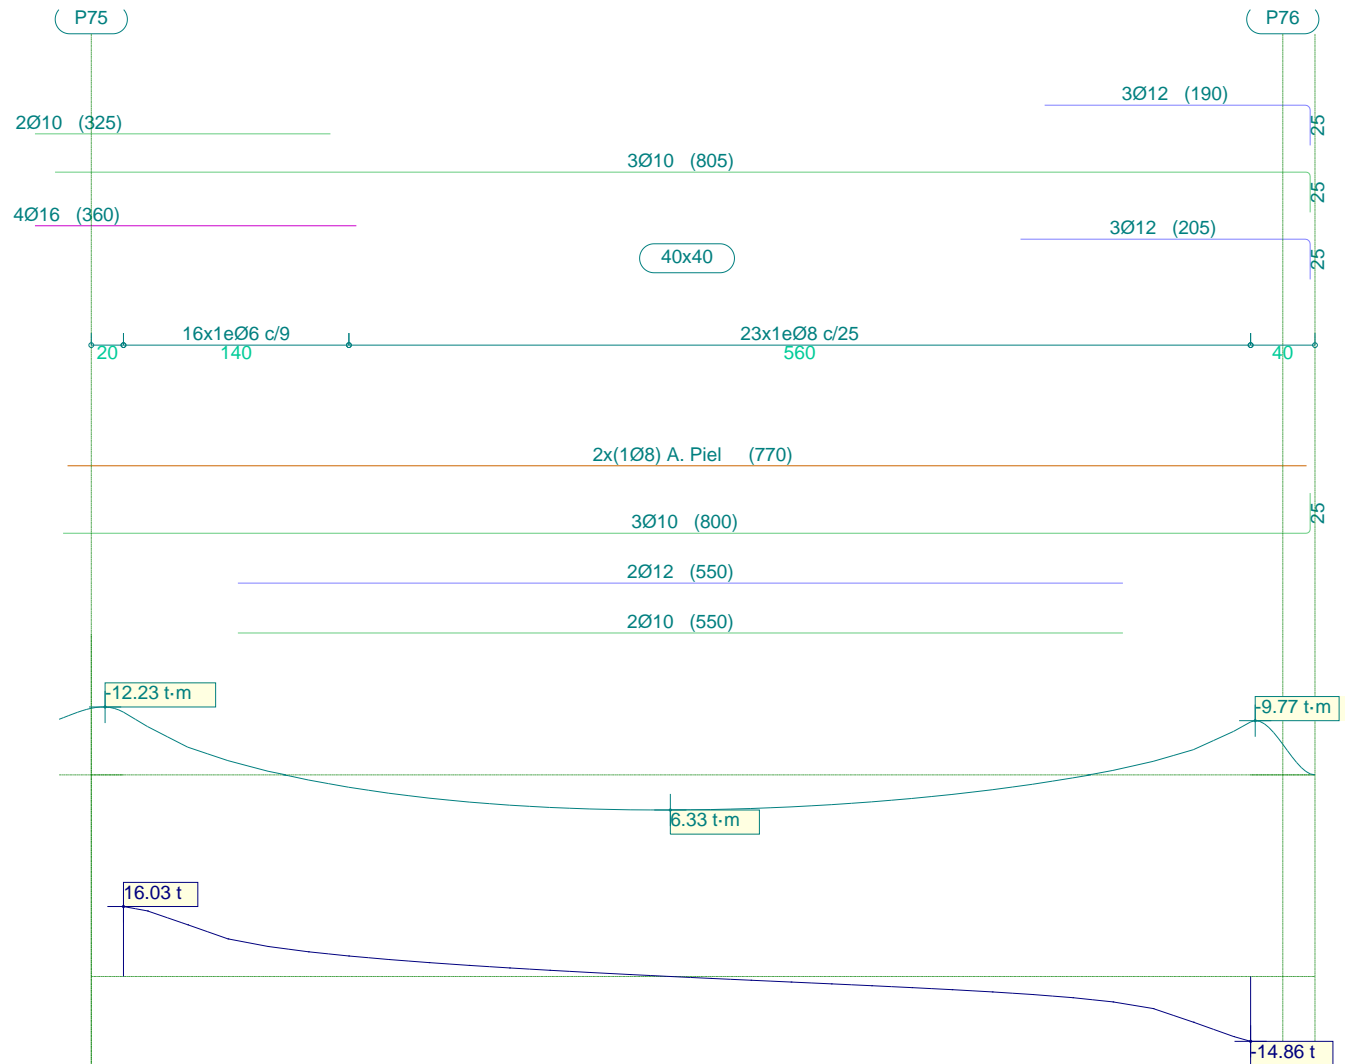 P75
P76
3Ø12 (190)
25
2Ø10 (325)
3Ø10 (805)
25
4Ø16 (360)
3Ø12 (205)
25
40x40
16x1eØ6 c/9
23x1eØ8 c/25
20
140
560
40
2x(1Ø8) A. Piel (770)
3Ø10 (800)
25
2Ø12 (550)
2Ø10 (550)
-12.23 t·m
-9.77 t·m
6.33 t·m
16.03 t
-14.86 t